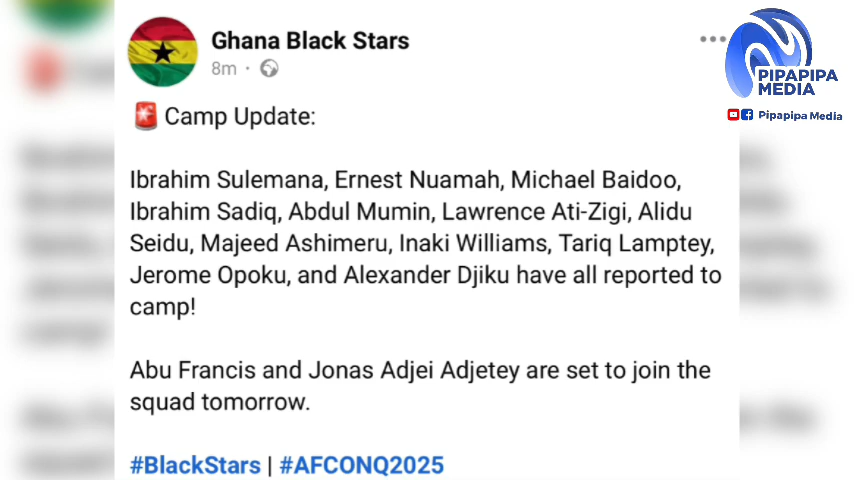 Ghana Black Stars
8m ·
Camp Update:
Ibrahim Sulemana, Ernest Nuamah, Michael Baidoo,
Ibrahim Sadiq, Abdul Mumin, Lawrence Ati-Zigi, Alidu
Seidu, Majeed Ashimeru, Inaki Williams, Tariq Lamptey,
Jerome Opoku, and Alexander Djiku have all reported to
camp!
Abu Francis and Jonas Adjei Adjetey are set to join the
squad tomorrow.
#BlackStars | #AFCONQ2025
PIPAPIPA
MEDIA
Pipapipa Media